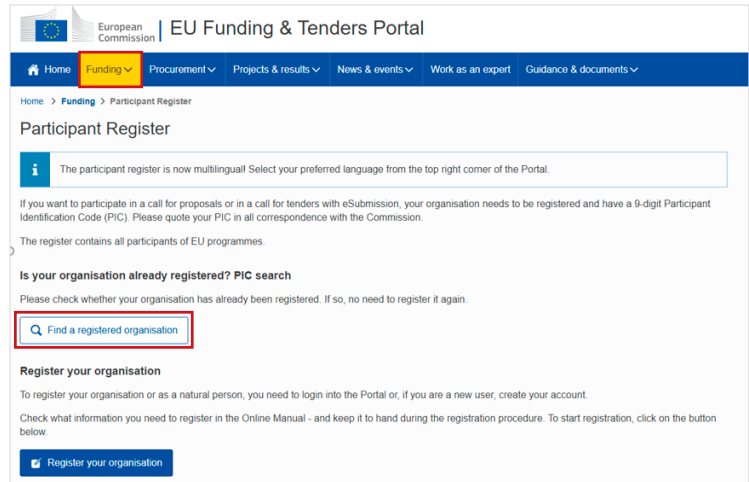 European
Commission
EU Funding & Tenders Portal
Home Funding Procurement Projects & results News & events Work as an expert Guidance & documents
Home > Funding > Participant Register
Participant Register
i The participant register is now multilingual! Select your preferred language from the top right corner of the Portal.
If you want to participate in a call for proposals or in a call for tenders with eSubmission, your organisation needs to be registered and have a 9-digit Participant
Identification Code (PIC). Please quote your PIC in all correspondence with the Commission.
The register contains all participants of EU programmes.
Is your organisation already registered? PIC search
Please check whether your organisation has already been registered. If so, no need to register it again.
Find a registered organisation
Register your organisation
To register your organisation or as a natural person, you need to login into the Portal or, if you are a new user, create your account.
Check what information you need to register in the Online Manual - and keep it to hand during the registration procedure. To start registration, click on the button
below.
Register your organisation